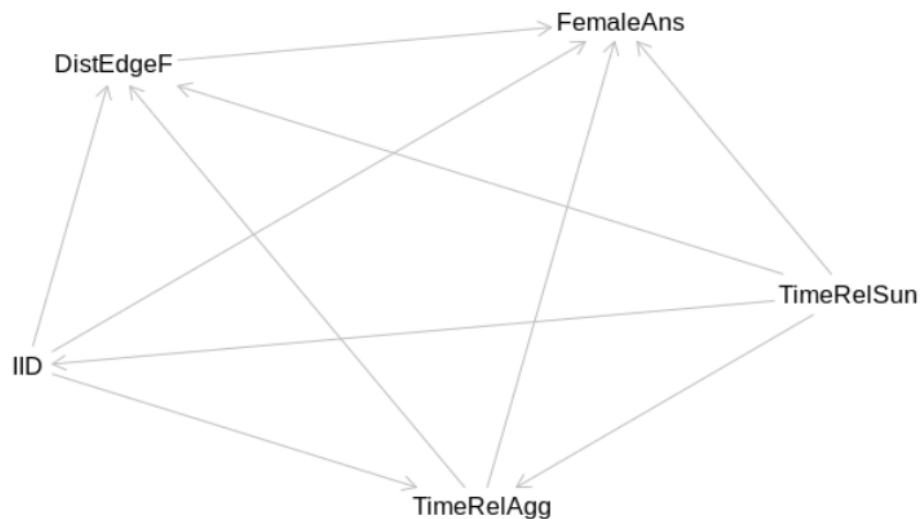 FemaleAns
DistEdgeF
TimeRelSun
IID
TimeRelAgg